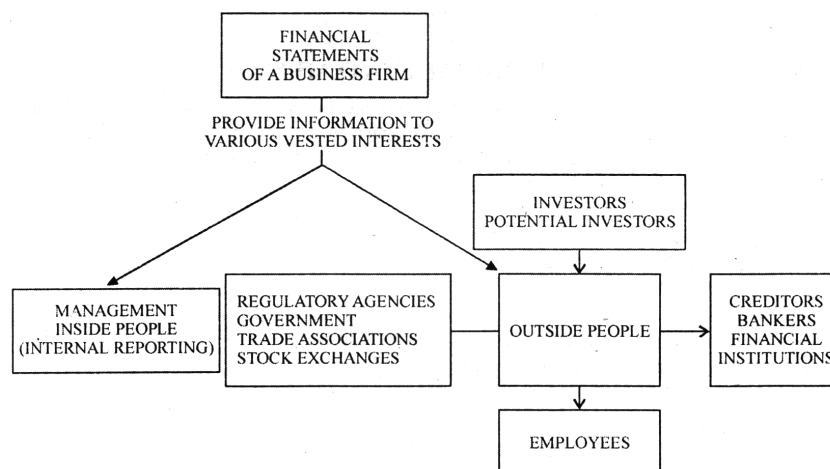 FINANCIAL
STATEMENTS
OF A BUSINESS FIRM
PROVIDE INFORMATION TO
VARIOUS VESTED INTERESTS
INVESTORS
POTENTIAL INVESTORS
MANAGEMENT
INSIDE PEOPLE
(INTERNAL REPORTING)
REGULATORY AGENCIES
GOVERNMENT
TRADE ASSOCIATIONS
STOCK EXCHANGES
OUTSIDE PEOPLE
CREDITORS
BANKERS
FINANCIAL
INSTITUTIONS
EMPLOYEES